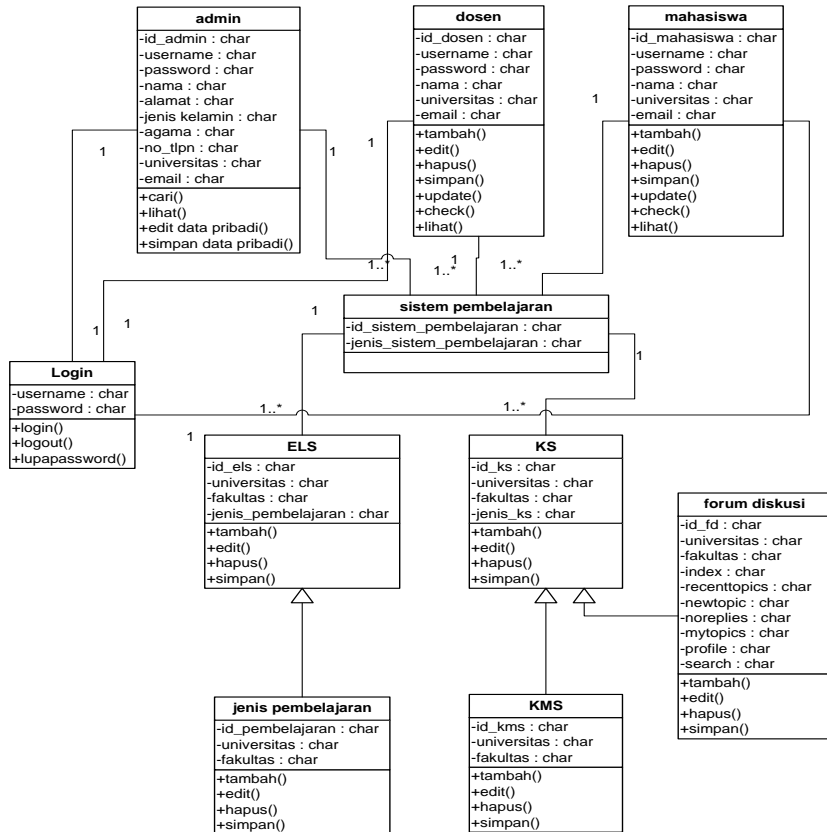 admin
-id_admin : char
-username : char
-password : char
-nama : char
-alamat : char
-jenis kelamin : char
-agama : char
-no_tlpn : char
-universitas : char
-email : char
+cari()
+lihat()
+edit data pribadi()
+simpan data pribadi()
dosen
-id_dosen : char
-username : char
-password : char
-nama : char
-universitas : char
-email : char
+tambah()
+edit()
+hapus()
+simpan()
+update()
+check()
+lihat()
mahasiswa
-id_mahasiswa : char
-username : char
-password : char
-nama : char
-universitas : char
-email : char
+tambah()
+edit()
+hapus()
+simpan()
+update()
+check()
+lihat()
1
1
1
1
1..*
1..*
1
1..*
sistem pembelajaran
-id_sistem_pembelajaran : char
-jenis_sistem_pembelajaran : char
1
1
1
1
Login
-username : char
-password : char
+login()
+logout()
+lupapassword()
1..*
1..*
1
ELS
-id_els : char
-universitas : char
-fakultas : char
-jenis_pembelajaran : char
+tambah()
+edit()
+hapus()
+simpan()
KS
-id_ks : char
-universitas : char
-fakultas : char
-jenis_ks : char
+tambah()
+edit()
+hapus()
+simpan()
forum diskusi
-id_fd : char
-universitas : char
-fakultas : char
-index : char
-recenttopics : char
-newtopic : char
-noreplies : char
-mytopics : char
-profile : char
-search : char
+tambah()
+edit()
+hapus()
+simpan()
jenis pembelajaran
-id_pembelajaran : char
-universitas : char
-fakultas : char
+tambah()
+edit()
+hapus()
+simpan()
KMS
-id_kms : char
-universitas : char
-fakultas : char
+tambah()
+edit()
+hapus()
+simpan()